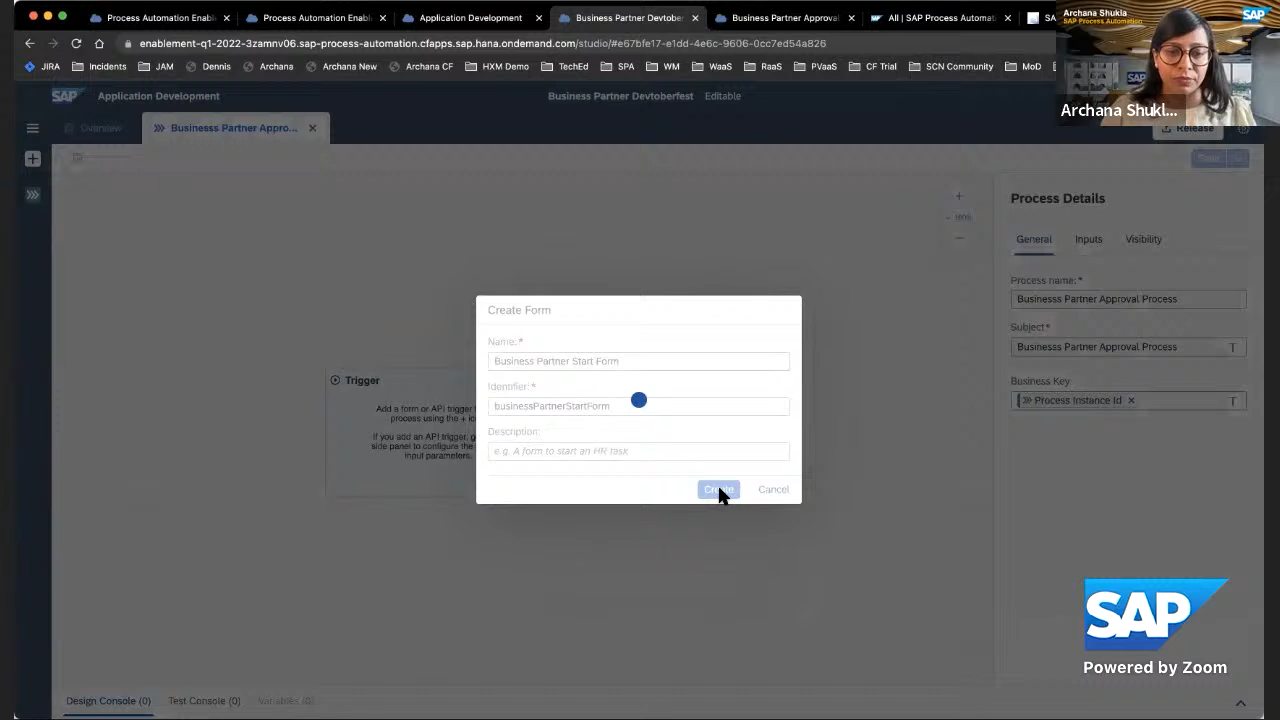 Process Automation Enabl
Process Automation Enabl
Application Development
Business Partner Devtober
Business Partner Approval
All | SAP Process Automat
SA
enablement-q1-2022-3zamnv06.sap-process-automation.cfapps.sap.hana.ondemand.com/studio/#e67bfe17-e1dd-4e6c-9606-0cc7ed54a826
JIRA
Incidents
JAM
Dennis
Archana
Archana New
Archana CF
HXM Demo
TechEd
SPA
WM
WaaS
RaaS
PVaaS
CF Trial
SCN Community
MoD
Archana Shukla
SAP Process Automation
SAP
SAP
Archana Shukl...
SAP
Application Development
Business Partner Devtoberfest
Editable
Overview
Businesss Partner Appro...
Release
Save
100%
Process Details
General
Inputs
Visibility
Process name: *
Businesss Partner Approval Process
Subject *
Businesss Partner Approval Process
Business Key
Process Instance Id
Trigger
Add a form or API trigger
process using the + ic
If you add an API trigger, g
side panel to configure the
input parameters.
Create Form
Name: *
Business Partner Start Form
Identifier: *
businessPartnerStartForm
Description:
e.g. A form to start an HR task
Create
Cancel
SAP
Powered by Zoom
Design Console (0)
Test Console (0)
Variables (0)